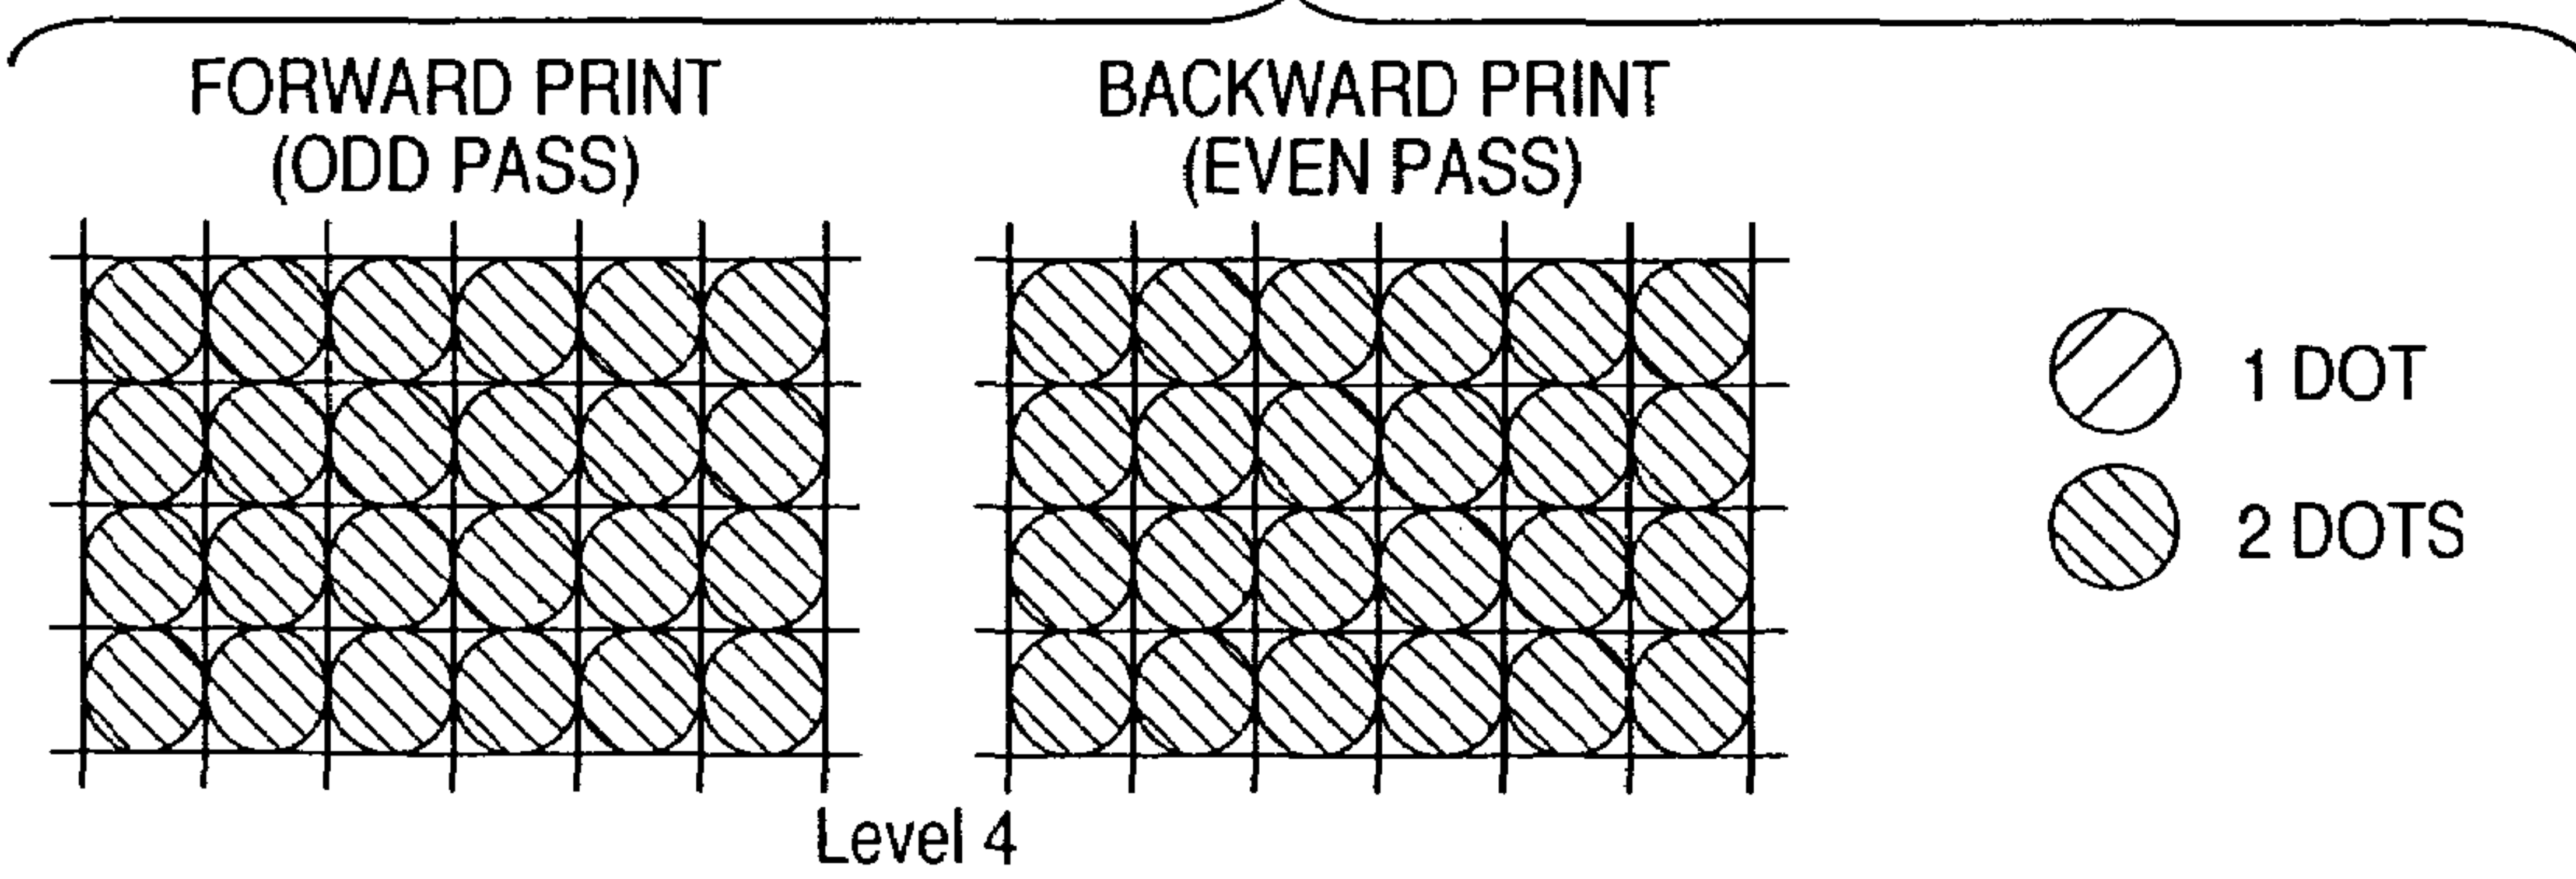 FORWARD PRINT
(ODD PASS)
BACKWARD PRINT
(EVEN PASS)
1 DOT
2 DOTS
Level 4